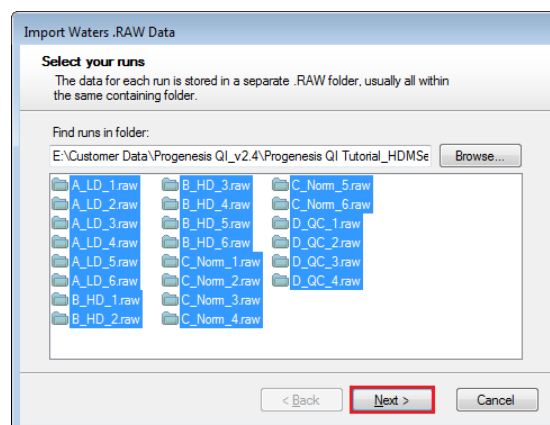 Import Waters .RAW Data
Select your runs
The data for each run is stored in a separate .RAW folder, usually all within
the same containing folder.
Find runs in folder:
E:\Customer Data\Progenesis QI_v2.4\Progenesis QI Tutorial_HDMSe Browse...
A_LD_1.raw B_HD_3.raw C_Norm_5.raw
A_LD_2.raw B_HD_4.raw C_Norm_6.raw
A_LD_3.raw B_HD_5.raw D_QC_1.raw
A_LD_4.raw B_HD_6.raw D_QC_2.raw
A_LD_5.raw C_Norm_1.raw D_QC_3.raw
A_LD_6.raw C_Norm_2.raw D_QC_4.raw
B_HD_1.raw C_Norm_3.raw
B_HD_2.raw C_Norm_4.raw
< Back Next > Cancel